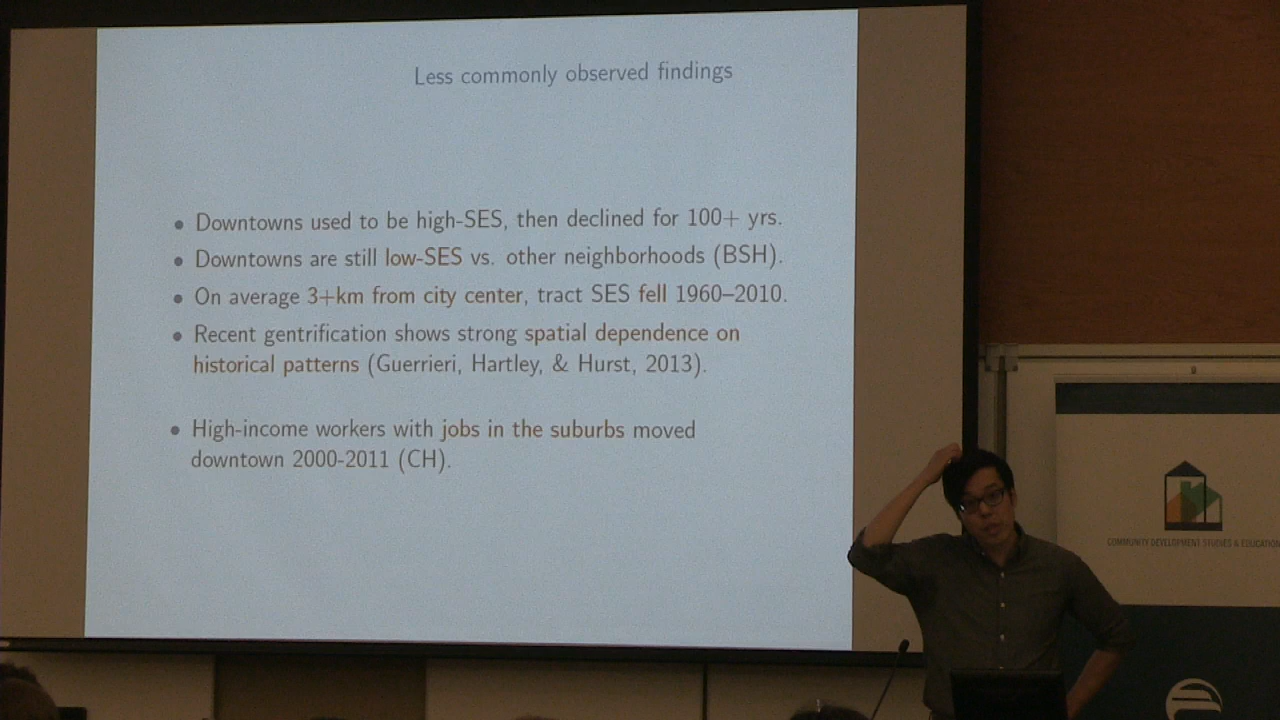 Less commonly observed findings
• Downtowns used to be high-SES, then declined for 100+ yrs.
• Downtowns are still low-SES vs. other neighborhoods (BSH).
• On average 3+km from city center, tract SES fell 1960–2010.
• Recent gentrification shows strong spatial dependence on
historical patterns (Guerrieri, Hartley, & Hurst, 2013).
• High-income workers with jobs in the suburbs moved
downtown 2000-2011 (CH).
COMMUNITY DEVELOPMENT STUDIES & EDUCATION